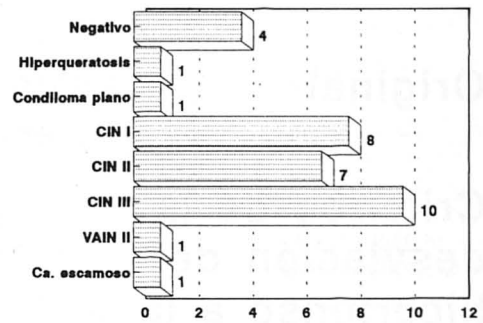 Negativo 4
Hiperqueratosis 1
Condiloma plano 1
CIN I 8
CIN II 7
CIN III 10
VAIN II 1
Ca. escamoso 1
0 2 4 6 8 10 12